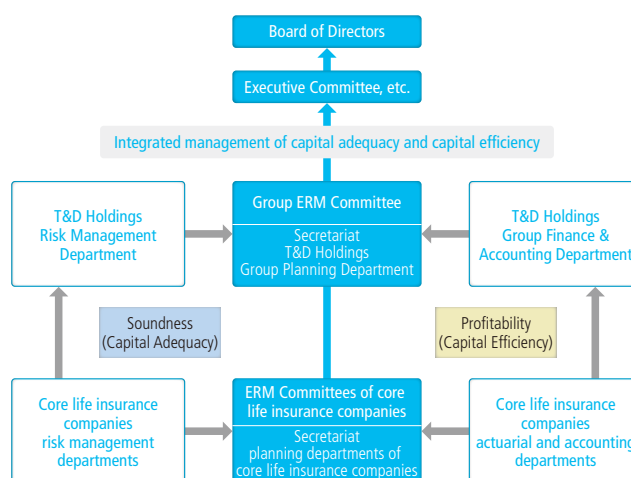 Board of Directors
Executive Committee, etc.
Integrated management of capital adequacy and capital efficiency
T&D Holdings
Risk Management
Department
Group ERM Committee
Secretariat
T&D Holdings
Group Planning Department
T&D Holdings
Group Finance &
Accounting Department
Soundness
(Capital Adequacy)
Profitability
(Capital Efficiency)
Core life insurance
companies
risk management
departments
ERM Committees of core
life insurance companies
Secretariat
planning departments of
core life insurance companies
Core life insurance
companies
actuarial and accounting
departments